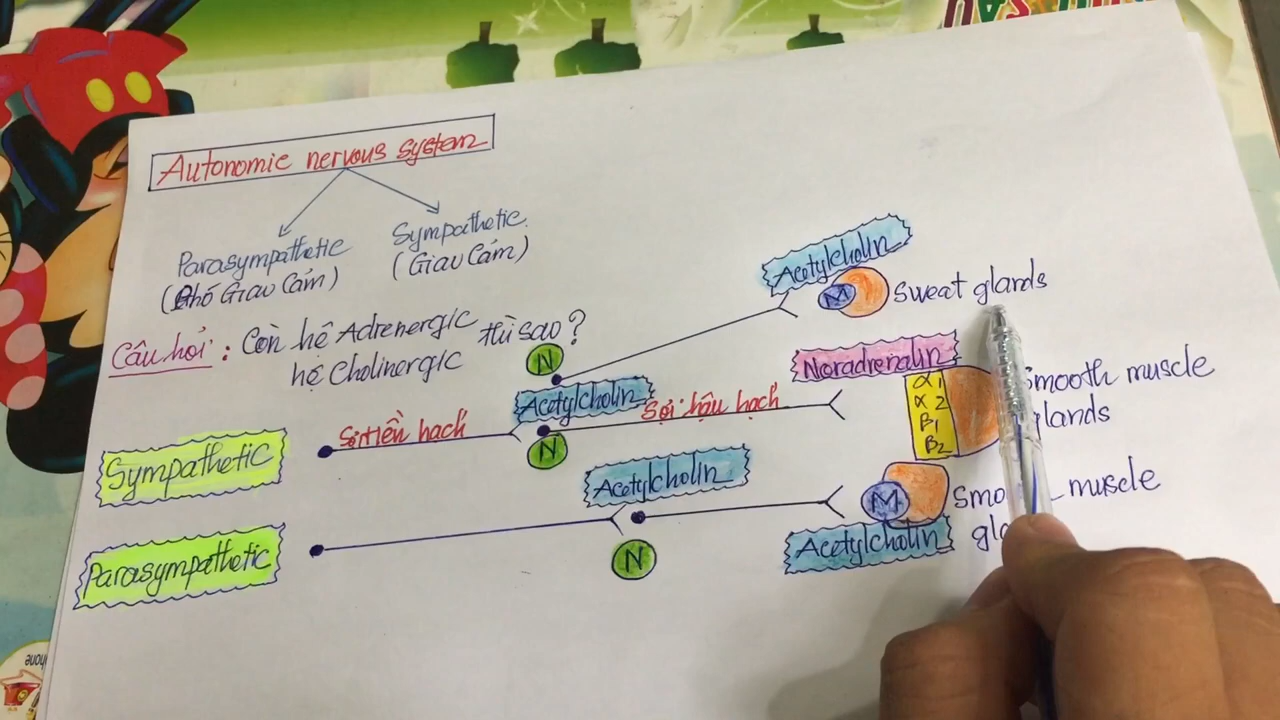 Autonomic nervous system
Parasympathetic
(Phó Giao Cảm)
Sympathetic
(Giao Cảm)
Câu hỏi : Còn hệ Adrenergic thì sao?
hệ Cholinergic
Acetylcholin
M Sweat glands
N
Noradrenalin
Acetylcholin
Sợi tiền hạch
Sợi hậu hạch
α1
α2
β1
β2
Smooth muscle
glands
N
Sympathetic
Acetylcholin
M
muscle
Acetylcholin
N
Parasympathetic